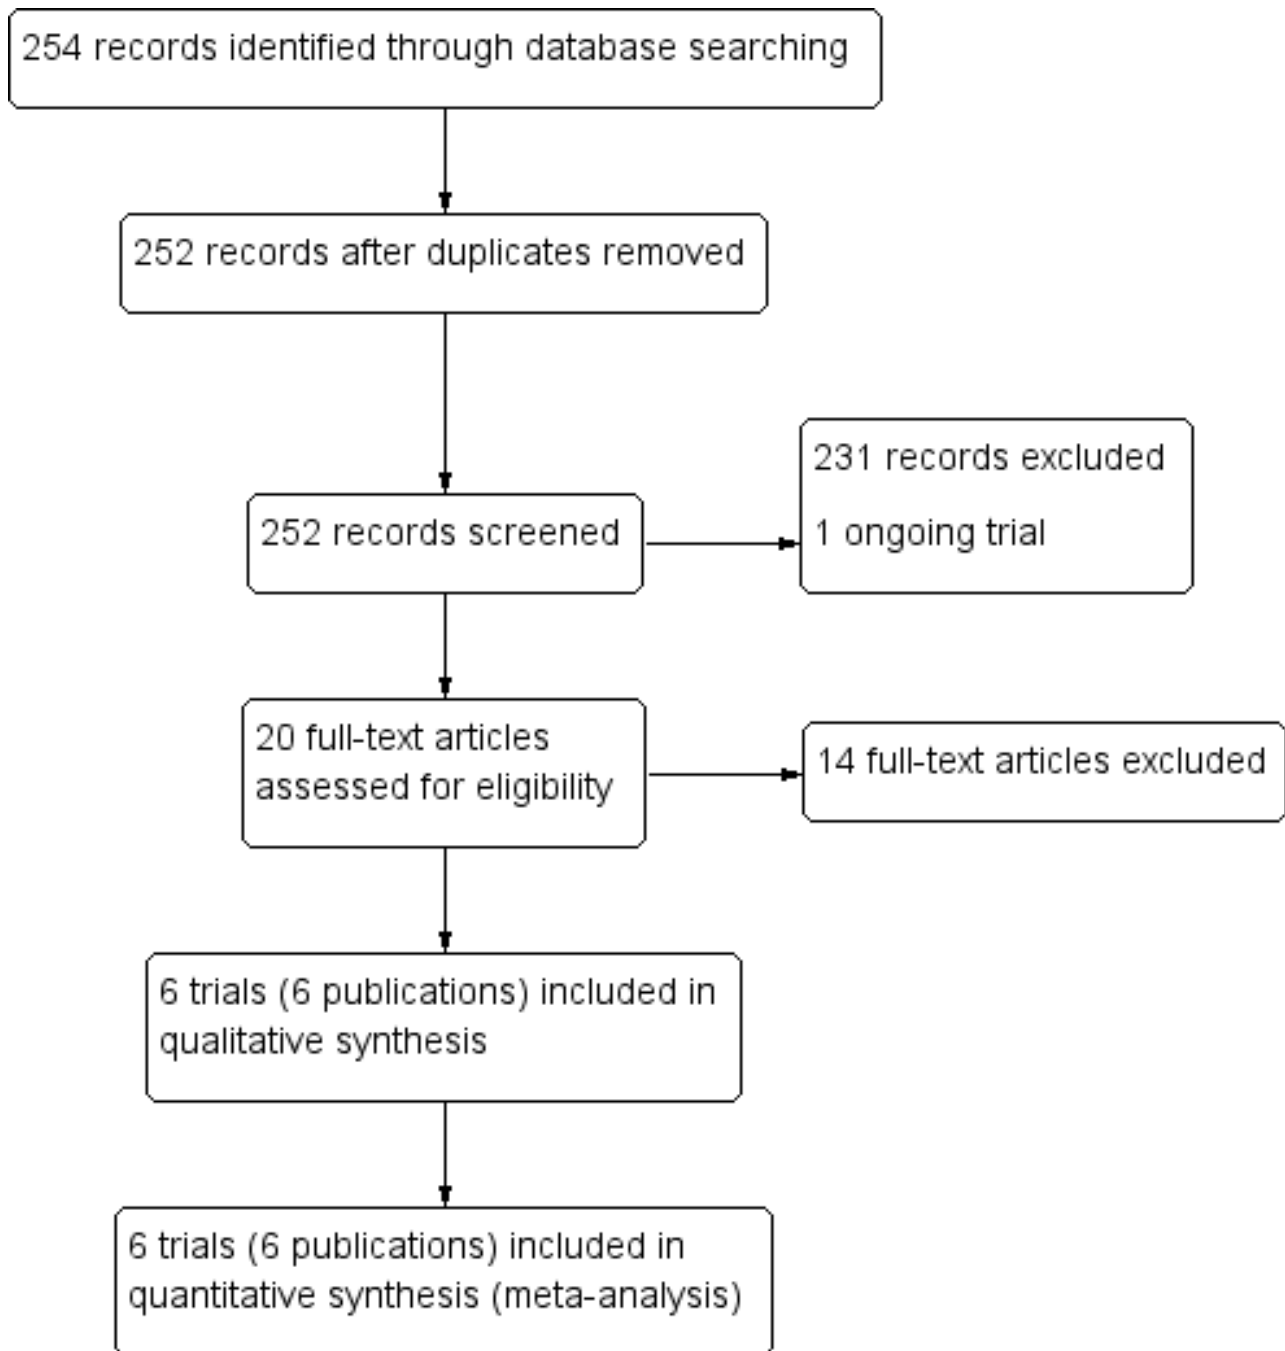 254 records identified through database searching
252 records after duplicates removed
231 records excluded
1 ongoing trial
252 records screened
20 full-text articles
assessed for eligibility
14 full-text articles excluded
6 trials (6 publications) included in
qualitative synthesis
6 trials (6 publications) included in
quantitative synthesis (meta-analysis)